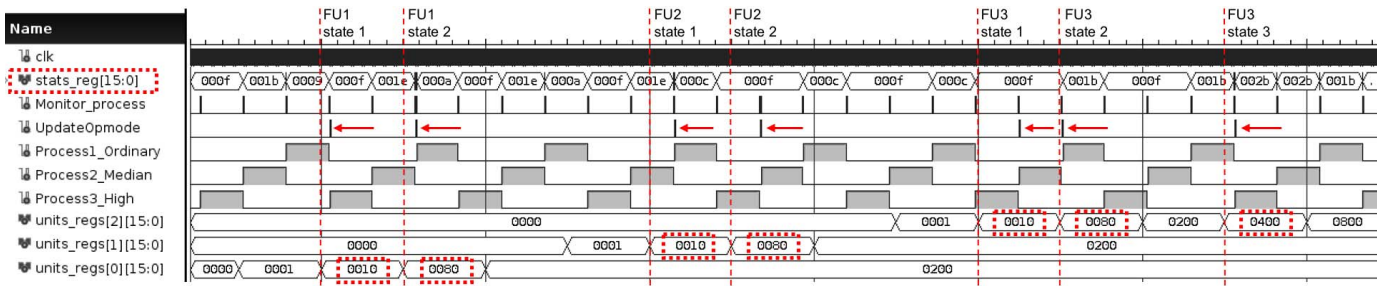 FU1 FU1 FU2 FU2 FU3 FU3 FU3
Name state 1 state 2 state 1 state 2 state 1 state 2 state 3
clk
stats_reg[15:0] 000f 001b 0009 000f 001e 000a 000f 001e 000a 000f 001e 000c 000f 000c 000f 000c 000f 001b 000f 001b 002b 002b 001b .
Monitor_process
UpdateOpmode
Process1_Ordinary
Process2_Median
Process3_High
units_regs[2][15:0] 0000 0001 0010 0080 0200 0400 0800
units_regs[1][15:0] 0000 0001 0010 0080 0200
units_regs[0][15:0] 0000 0001 0010 0080 0200